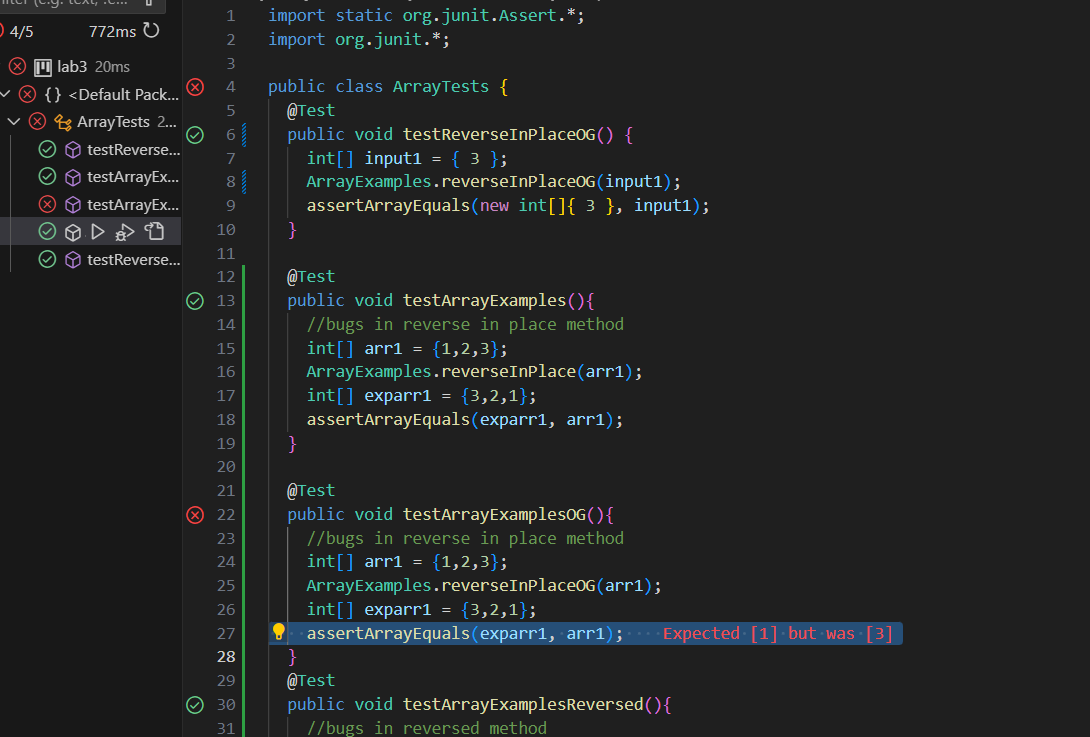 4/5 772ms
lab3 20ms
{} <Default Pack...
ArrayTests 2...
testReverse...
testArrayEx...
testArrayEx...
testReverse...
1 import static org.junit.Assert.*;
2 import org.junit.*;
3
4 public class ArrayTests {
5 @Test
6 public void testReverseInPlaceOG() {
7 int[] input1 = { 3 };
8 ArrayExamples.reverseInPlaceOG(input1);
9 assertArrayEquals(new int[]{ 3 }, input1);
10 }
11
12 @Test
13 public void testArrayExamples(){
14 //bugs in reverse in place method
15 int[] arr1 = {1,2,3};
16 ArrayExamples.reverseInPlace(arr1);
17 int[] exparr1 = {3,2,1};
18 assertArrayEquals(exparr1, arr1);
19 }
20
21 @Test
22 public void testArrayExamplesOG(){
23 //bugs in reverse in place method
24 int[] arr1 = {1,2,3};
25 ArrayExamples.reverseInPlaceOG(arr1);
26 int[] exparr1 = {3,2,1};
27 assertArrayEquals(exparr1, arr1); Expected [1] but was [3]
28 }
29 @Test
30 public void testArrayExamplesReversed(){
31 //bugs in reversed method